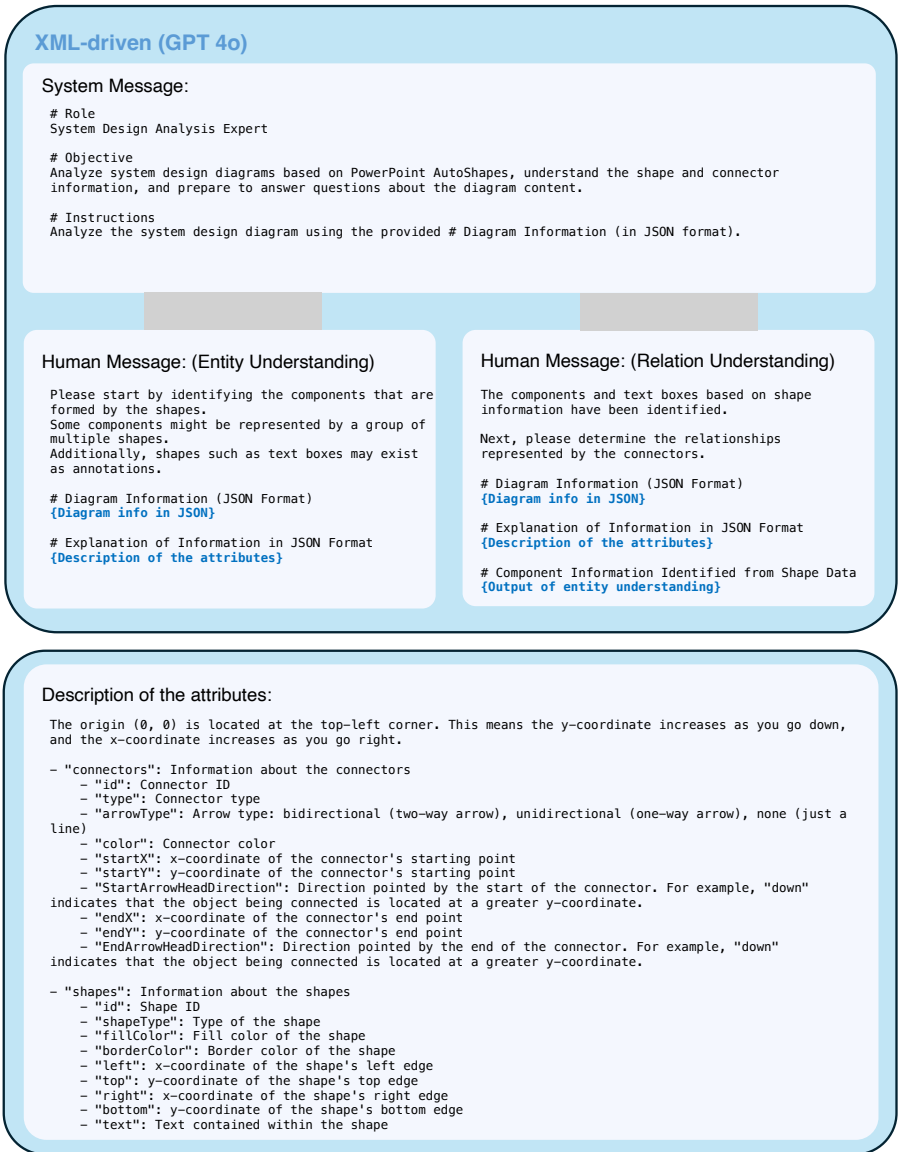 XML-driven (GPT 4o)
System Message:
# Role
System Design Analysis Expert
# Objective
Analyze system design diagrams based on PowerPoint AutoShapes, understand the shape and connector
information, and prepare to answer questions about the diagram content.
# Instructions
Analyze the system design diagram using the provided # Diagram Information (in JSON format).
Human Message: (Entity Understanding)
Please start by identifying the components that are
formed by the shapes.
Some components might be represented by a group of
multiple shapes.
Additionally, shapes such as text boxes may exist
as annotations.
# Diagram Information (JSON Format)
{Diagram info in JSON}
# Explanation of Information in JSON Format
{Description of the attributes}
Human Message: (Relation Understanding)
The components and text boxes based on shape
information have been identified.
Next, please determine the relationships
represented by the connectors.
# Diagram Information (JSON Format)
{Diagram info in JSON}
# Explanation of Information in JSON Format
{Description of the attributes}
# Component Information Identified from Shape Data
{Output of entity understanding}
Description of the attributes:
The origin (0, 0) is located at the top-left corner. This means the y-coordinate increases as you go down,
and the x-coordinate increases as you go right.
- "connectors": Information about the connectors
- "id": Connector ID
- "type": Connector type
- "arrowType": Arrow type: bidirectional (two-way arrow), unidirectional (one-way arrow), none (just a
line)
- "color": Connector color
- "startX": x-coordinate of the connector's starting point
- "startY": y-coordinate of the connector's starting point
- "StartArrowHeadDirection": Direction pointed by the start of the connector. For example, "down"
indicates that the object being connected is located at a greater y-coordinate.
- "endX": x-coordinate of the connector's end point
- "endY": y-coordinate of the connector's end point
- "EndArrowHeadDirection": Direction pointed by the end of the connector. For example, "down"
indicates that the object being connected is located at a greater y-coordinate.
- "shapes": Information about the shapes
- "id": Shape ID
- "shapeType": Type of the shape
- "fillColor": Fill color of the shape
- "borderColor": Border color of the shape
- "left": x-coordinate of the shape's left edge
- "top": y-coordinate of the shape's top edge
- "right": x-coordinate of the shape's right edge
- "bottom": y-coordinate of the shape's bottom edge
- "text": Text contained within the shape